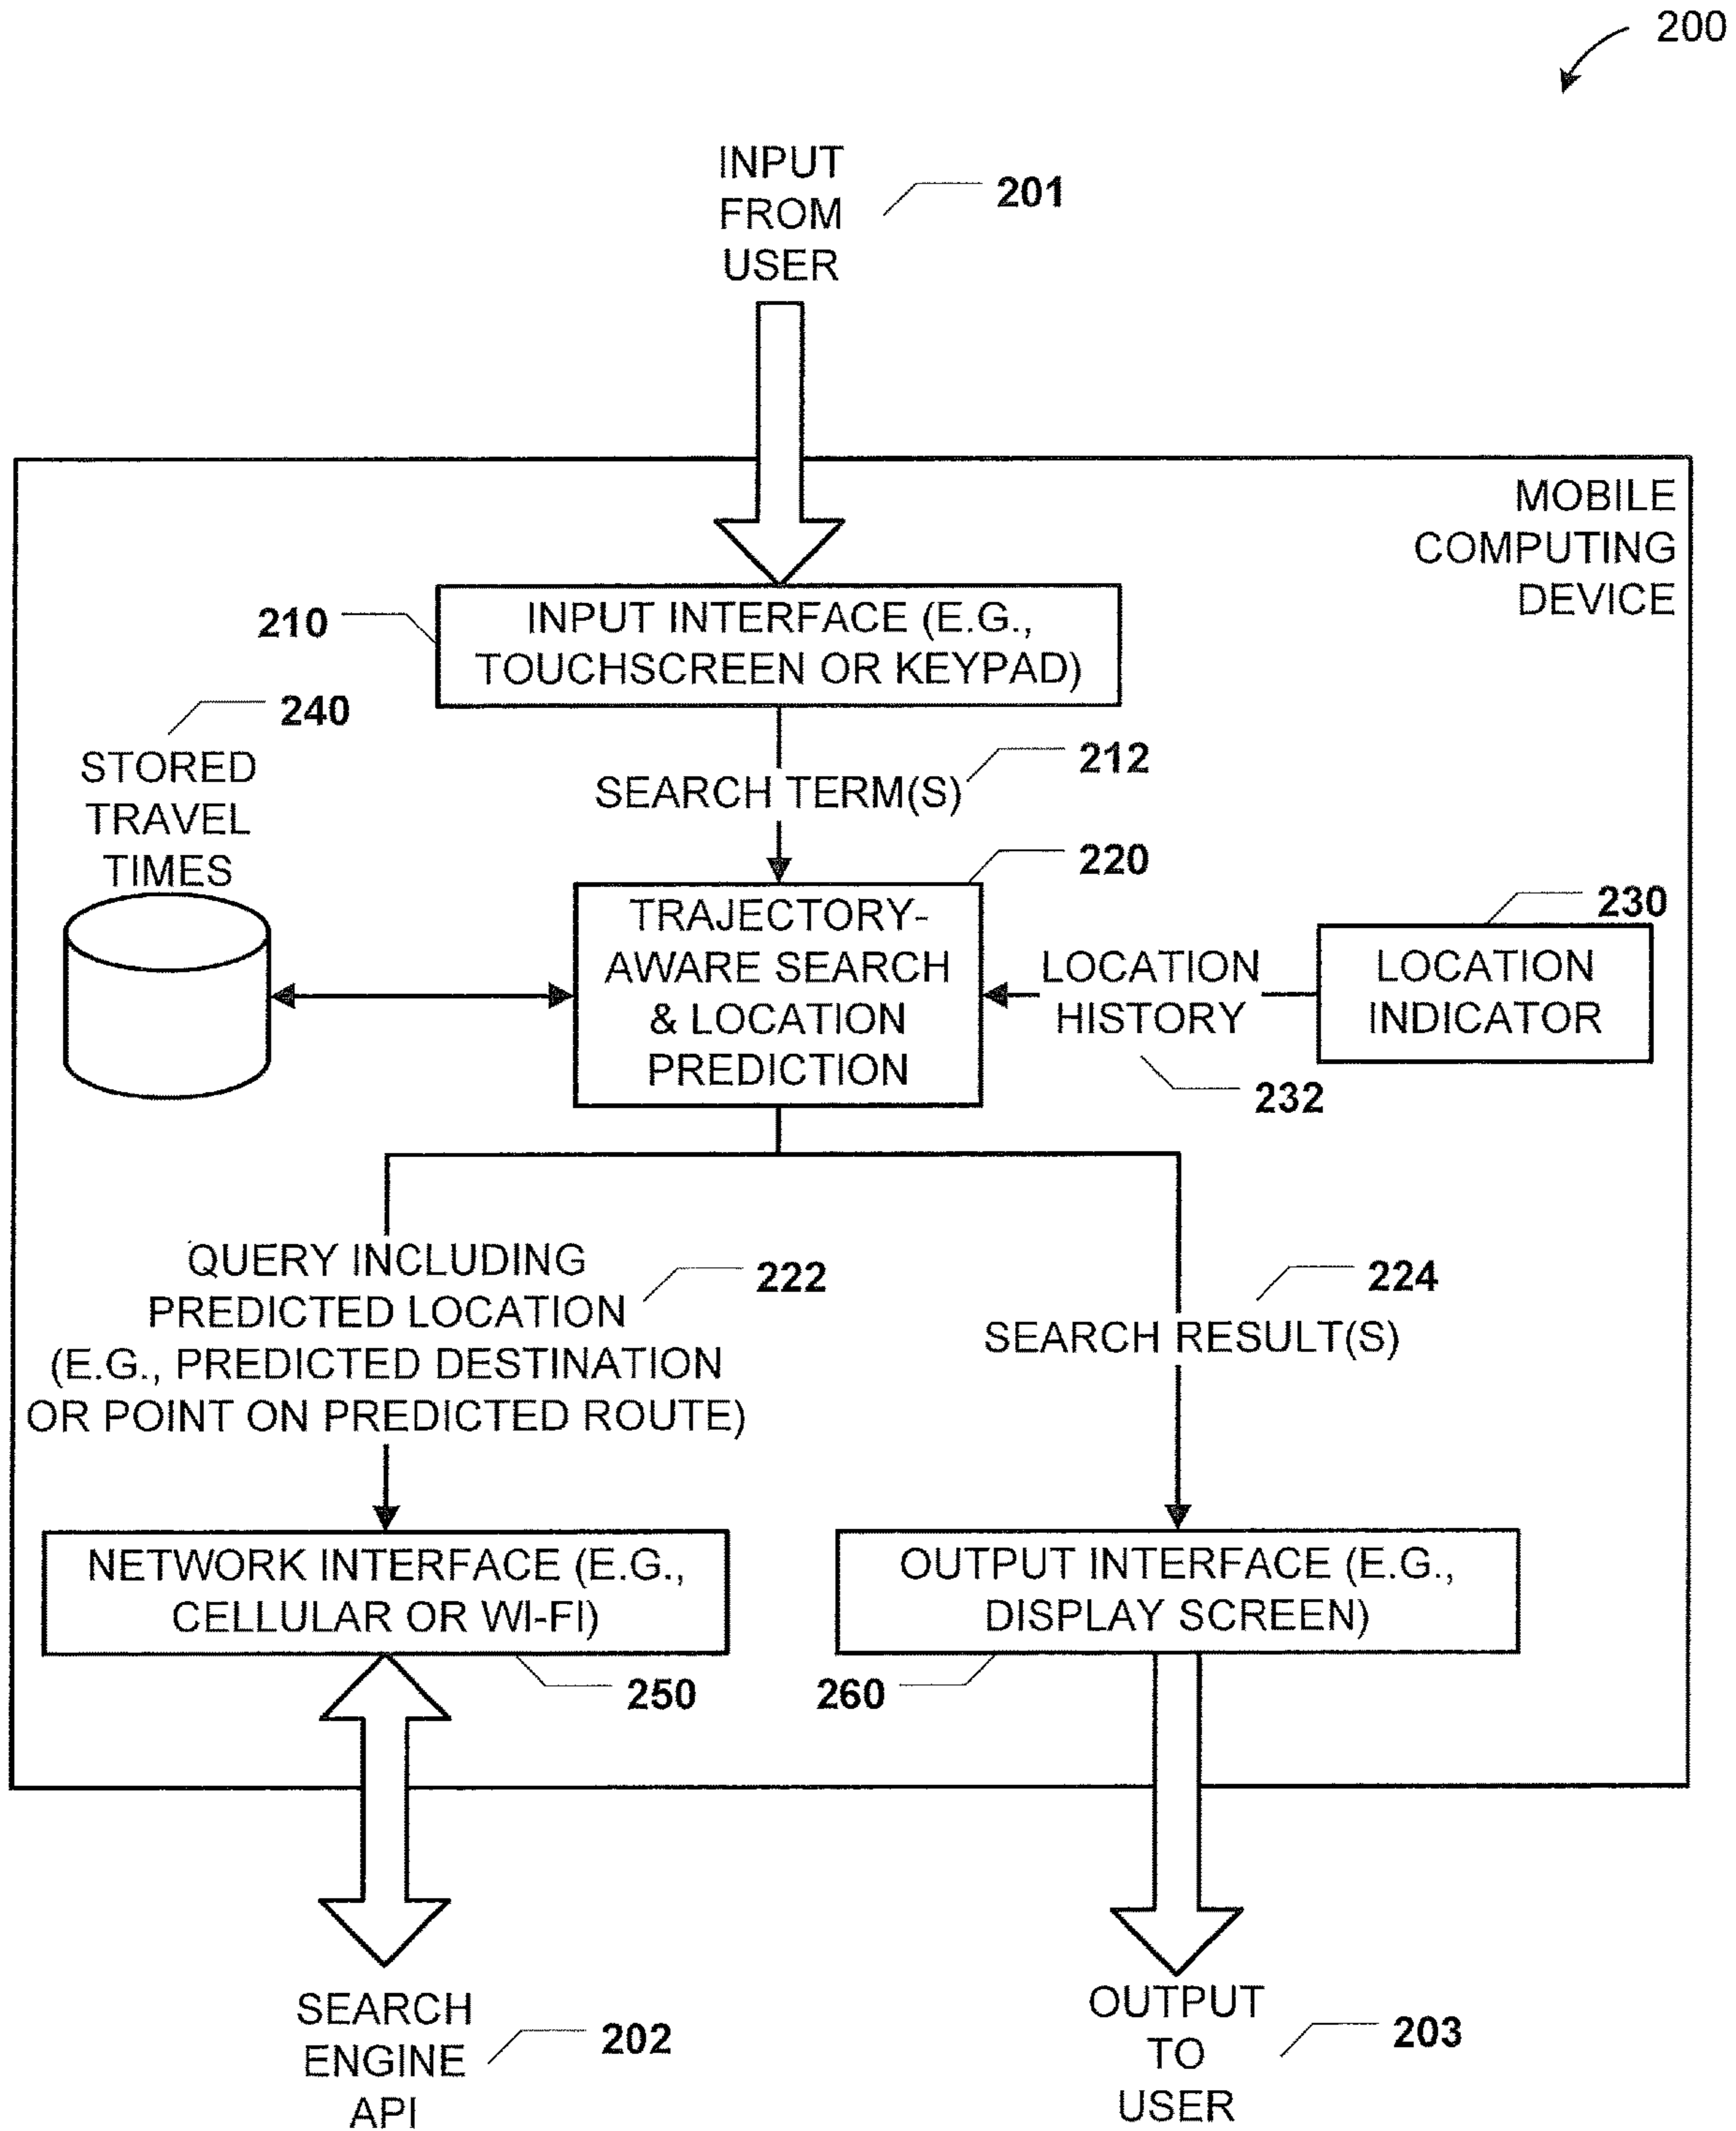 200
INPUT
FROM
USER
201
MOBILE
COMPUTING
DEVICE
210
INPUT INTERFACE (E.G.,
TOUCHSCREEN OR KEYPAD)
240
STORED
TRAVEL
TIMES
212
SEARCH TERM(S)
220
TRAJECTORY-
AWARE SEARCH
& LOCATION
PREDICTION
LOCATION
HISTORY
232
230
LOCATION
INDICATOR
QUERY INCLUDING
PREDICTED LOCATION
(E.G., PREDICTED DESTINATION
OR POINT ON PREDICTED ROUTE)
222
224
SEARCH RESULT(S)
NETWORK INTERFACE (E.G.,
CELLULAR OR WI-FI)
250
OUTPUT INTERFACE (E.G.,
DISPLAY SCREEN)
260
SEARCH
ENGINE
API
202
OUTPUT
TO
USER
203